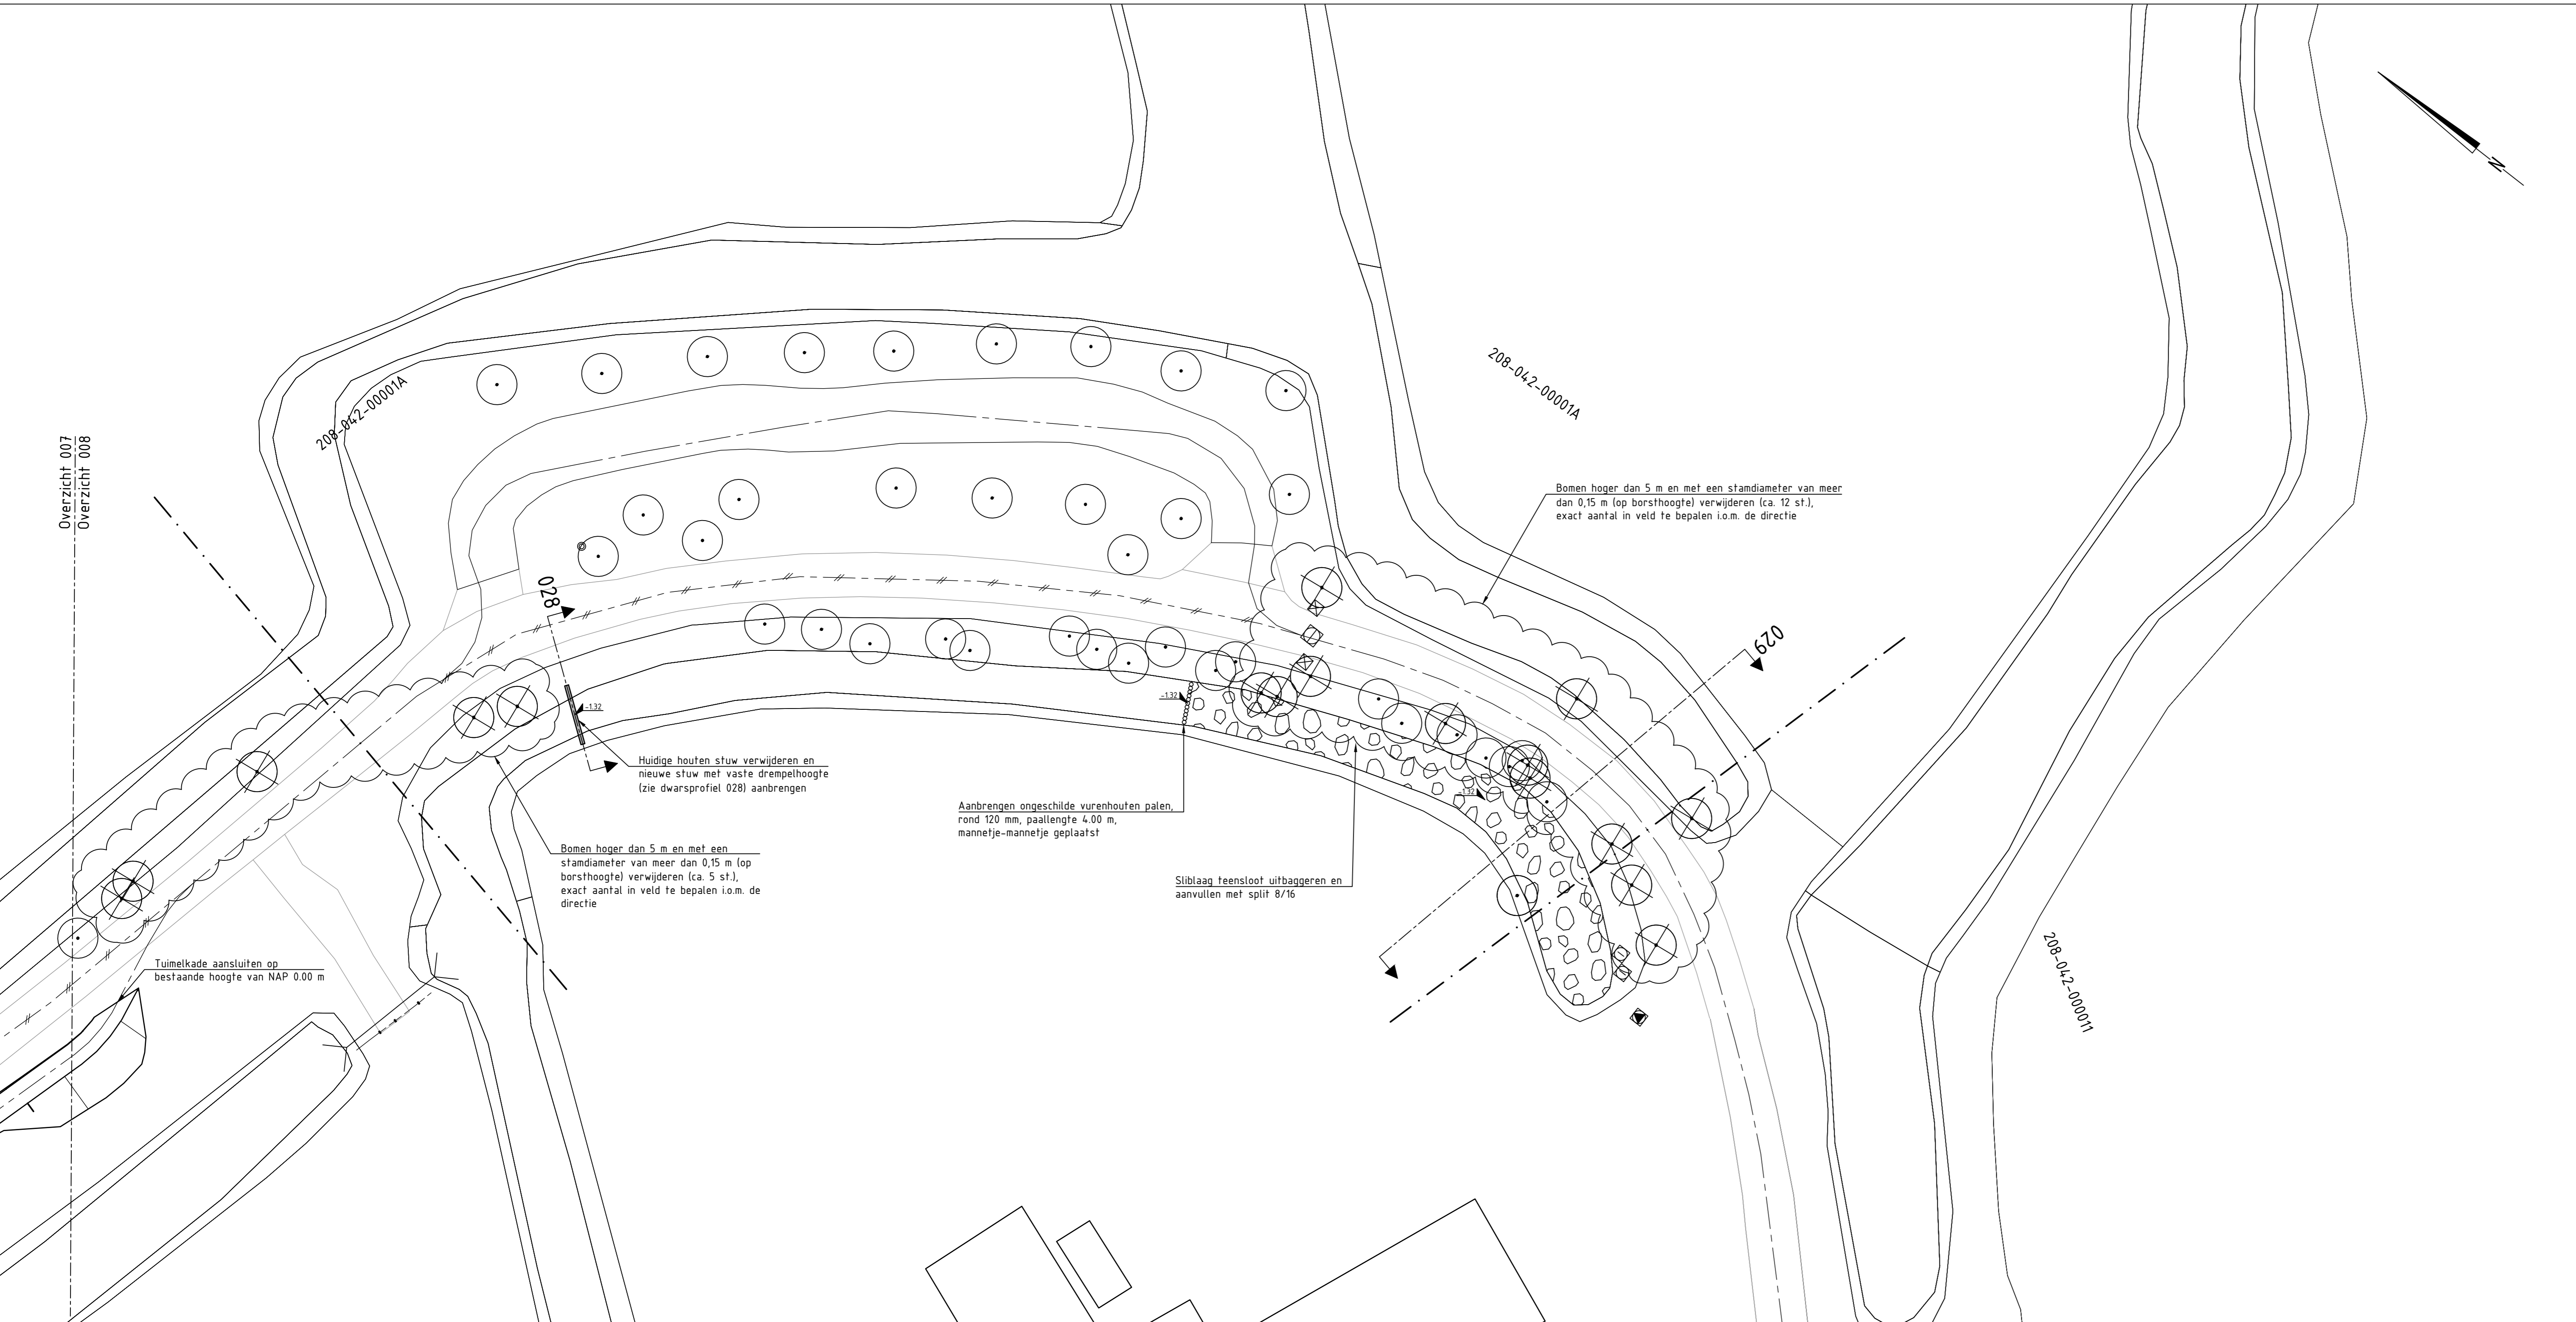 N
208-042-00001A
208-042-00001A
Overzicht 007
Overzicht 008
Bomen hoger dan 5 m en met een stamdiameter van meer
dan 0,15 m (op borsthoogte) verwijderen (ca. 12 st.),
exact aantal in veld te bepalen i.o.m. de directie
028
029
-1.32
-1.32
-1.32
Huidige houten stuw verwijderen en
nieuwe stuw met vaste drempelhoogte
(zie dwarsprofiel 028) aanbrengen
Aanbrengen ongeschilde vurenhouten palen,
rond 120 mm, paallengte 4.00 m,
mannetje-mannetje geplaatst
Bomen hoger dan 5 m en met een
stamdiameter van meer dan 0,15 m (op
borsthoogte) verwijderen (ca. 5 st.),
exact aantal in veld te bepalen i.o.m. de
directie
Sliblaag teensloot uitbaggeren en
aanvullen met split 8/16
Tuimelkade aansluiten op
bestaande hoogte van NAP 0.00 m
208-042-000011